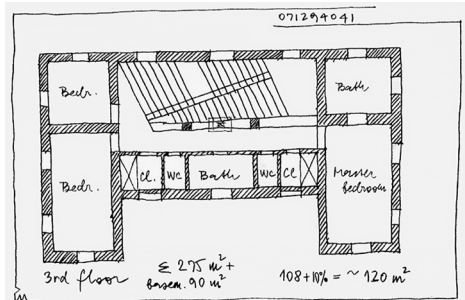 071294041
Bedr.
Bath
Bedr.
Cl.
WC
Bath
WC
Cl
Master
bedroom
3rd floor
Σ 275 m² +
basem. 90 m²
108 + 10% = ~ 120 m²